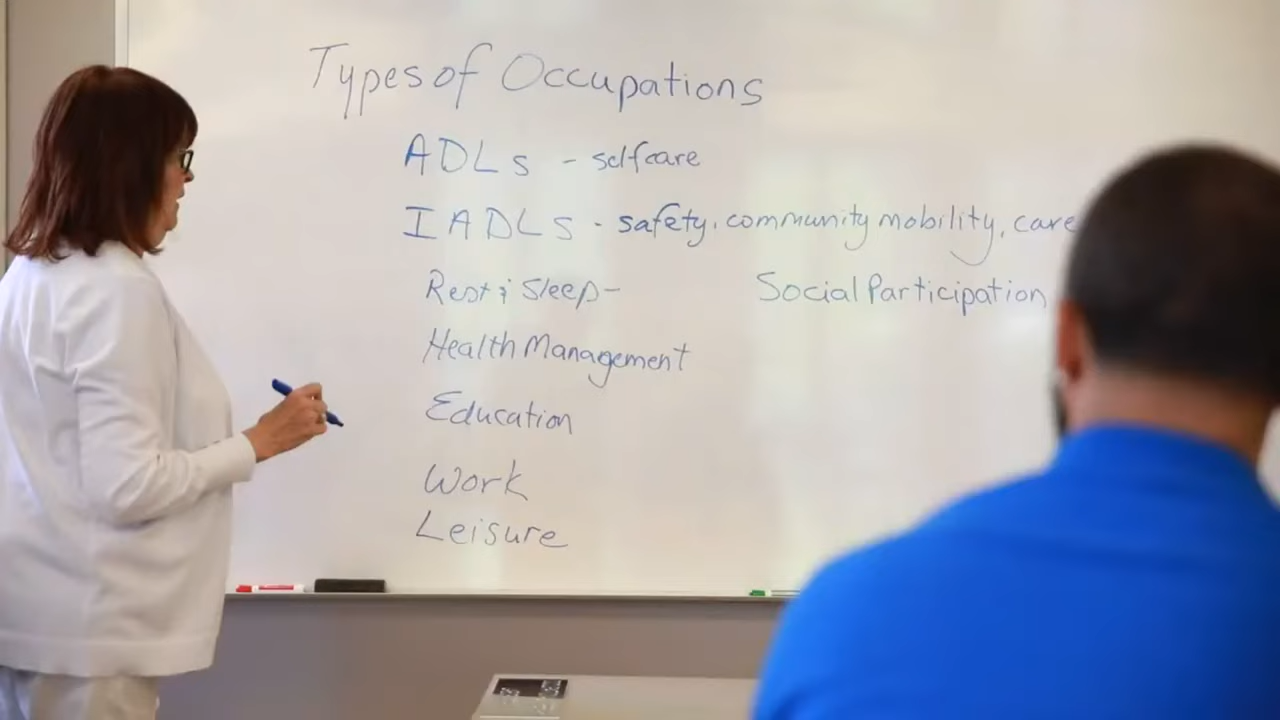 Types of Occupations
ADLs - selfcare
IADLs - safety, community mobility, care
Rest & Sleep -
Social Participation
Health Management
Education
Work
Leisure